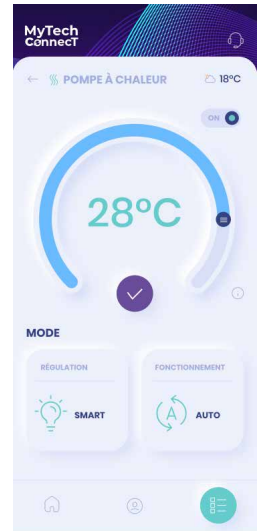 MyTech
ConnecT
POMPE À CHALEUR
18°C
ON
28°C
MODE
RÉGULATION
FONCTIONNEMENT
SMART
A
AUTO